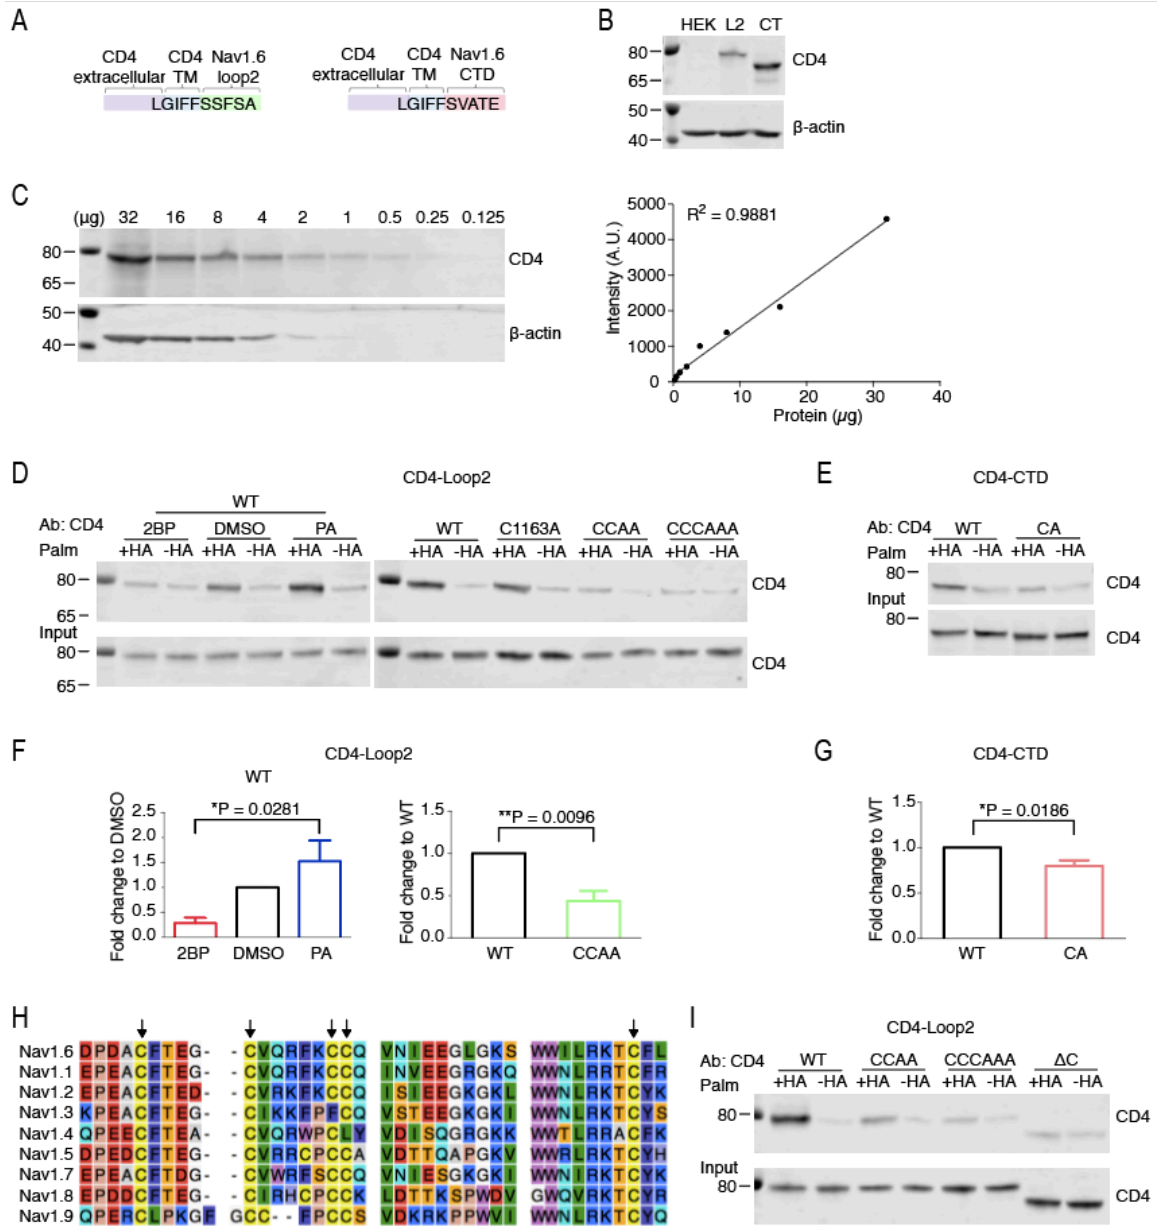 A
CD4 extracellular
CD4 TM
Nav1.6 loop2
LGIFFSSFSA
CD4 extracellular
CD4 TM
Nav1.6 CTD
LGIFFSVATE
B
HEK L2 CT
80
65
CD4
50
40
β-actin
C
(µg) 32 16 8 4 2 1 0.5 0.25 0.125
80
65
CD4
50
40
β-actin
R² = 0.9881
Intensity (A.U.)
5000
4000
3000
2000
1000
0
0 10 20 30 40
Protein (µg)
D
CD4-Loop2
WT
Ab: CD4 2BP DMSO PA WT C1163A CCAA CCCAAA
Palm +HA -HA +HA -HA +HA -HA +HA -HA +HA -HA +HA -HA +HA -HA
80
65
CD4
Input
80
65
CD4
E
CD4-CTD
Ab: CD4 WT CA
Palm +HA -HA +HA -HA
80
CD4
Input
80
CD4
F
CD4-Loop2
WT
*P = 0.0281
Fold change to DMSO
2.5
2.0
1.5
1.0
0.5
0.0
2BP DMSO PA
**P = 0.0096
Fold change to WT
1.5
1.0
0.5
0.0
WT CCAA
G
CD4-CTD
*P = 0.0186
Fold change to WT
1.5
1.0
0.5
0.0
WT CA
H
Nav1.6 DPDACFTEG- -CVQRFKCCQ VNIEEGLGKS WWILRKTCFL
Nav1.1 EPEACFTEG- -CVQRFKCCQ INVEEGRGKQ WWNLRRTCYR
Nav1.2 EPEACFTED- -CVRKFKCCQ ISIEEGKGKL WWNLRKTCYK
Nav1.3 KPEACFTEG- -CIKKFPFCQ VSTEEGKGKI WWNLRKTCYS
Nav1.4 QPEECFTEA- -CVQRWPCLY VDISQGRGKK WWTLRRACFK
Nav1.5 DPEDCFTEG- -CVRRCPCCA VDTTQAPGKV WWRLRKTCYH
Nav1.7 EPEACFTDG- -CVWRFSCCQ VNIESGKGKI WWNLRKTCYK
Nav1.8 EPDDCFTEG- -CIRHCPCCK LDTTKSPWDV GWQVRKTCYR
Nav1.9 QPERCLPKGF GCC--FPCCS VDKRKPPWVI WWNLRKTCYQ
I
CD4-Loop2
Ab: CD4 WT CCAA CCCAAA ΔC
Palm +HA -HA +HA -HA +HA -HA +HA -HA
80
CD4
Input
80
CD4